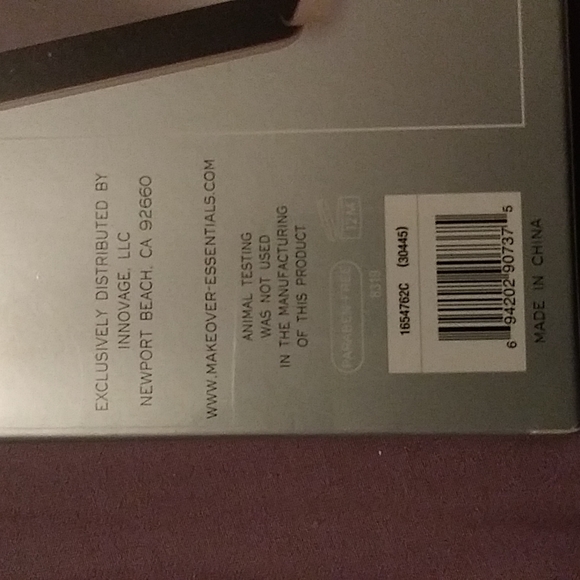 EXCLUSIVELY DISTRIBUTED BY
INNOVAGE, LLC
NEWPORT BEACH, CA 92660
WWW.MAKEOVER-ESSENTIALS.COM
ANIMAL TESTING
WAS NOT USED
IN THE MANUFACTURING
OF THIS PRODUCT
PARABEN FREE
12M
8319
1654762C (30445)
6 94202 90737 5
MADE IN CHINA